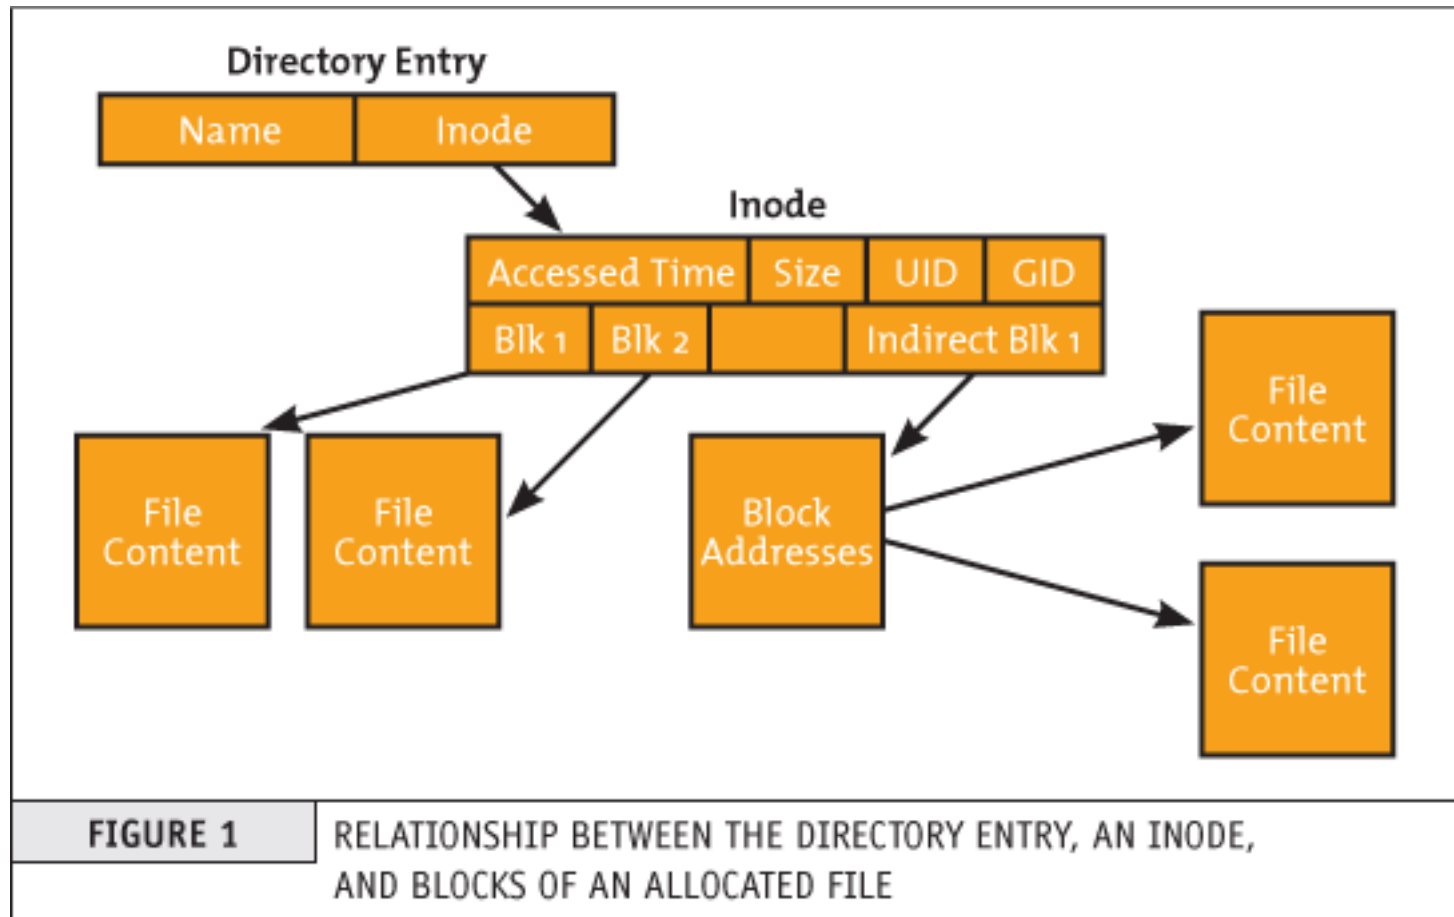 Directory Entry
Name Inode
Inode
Accessed Time Size UID GID
Blk 1 Blk 2 Indirect Blk 1
File
Content
File
Content
Block
Addresses
File
Content
File
Content
FIGURE 1
RELATIONSHIP BETWEEN THE DIRECTORY ENTRY, AN INODE,
AND BLOCKS OF AN ALLOCATED FILE